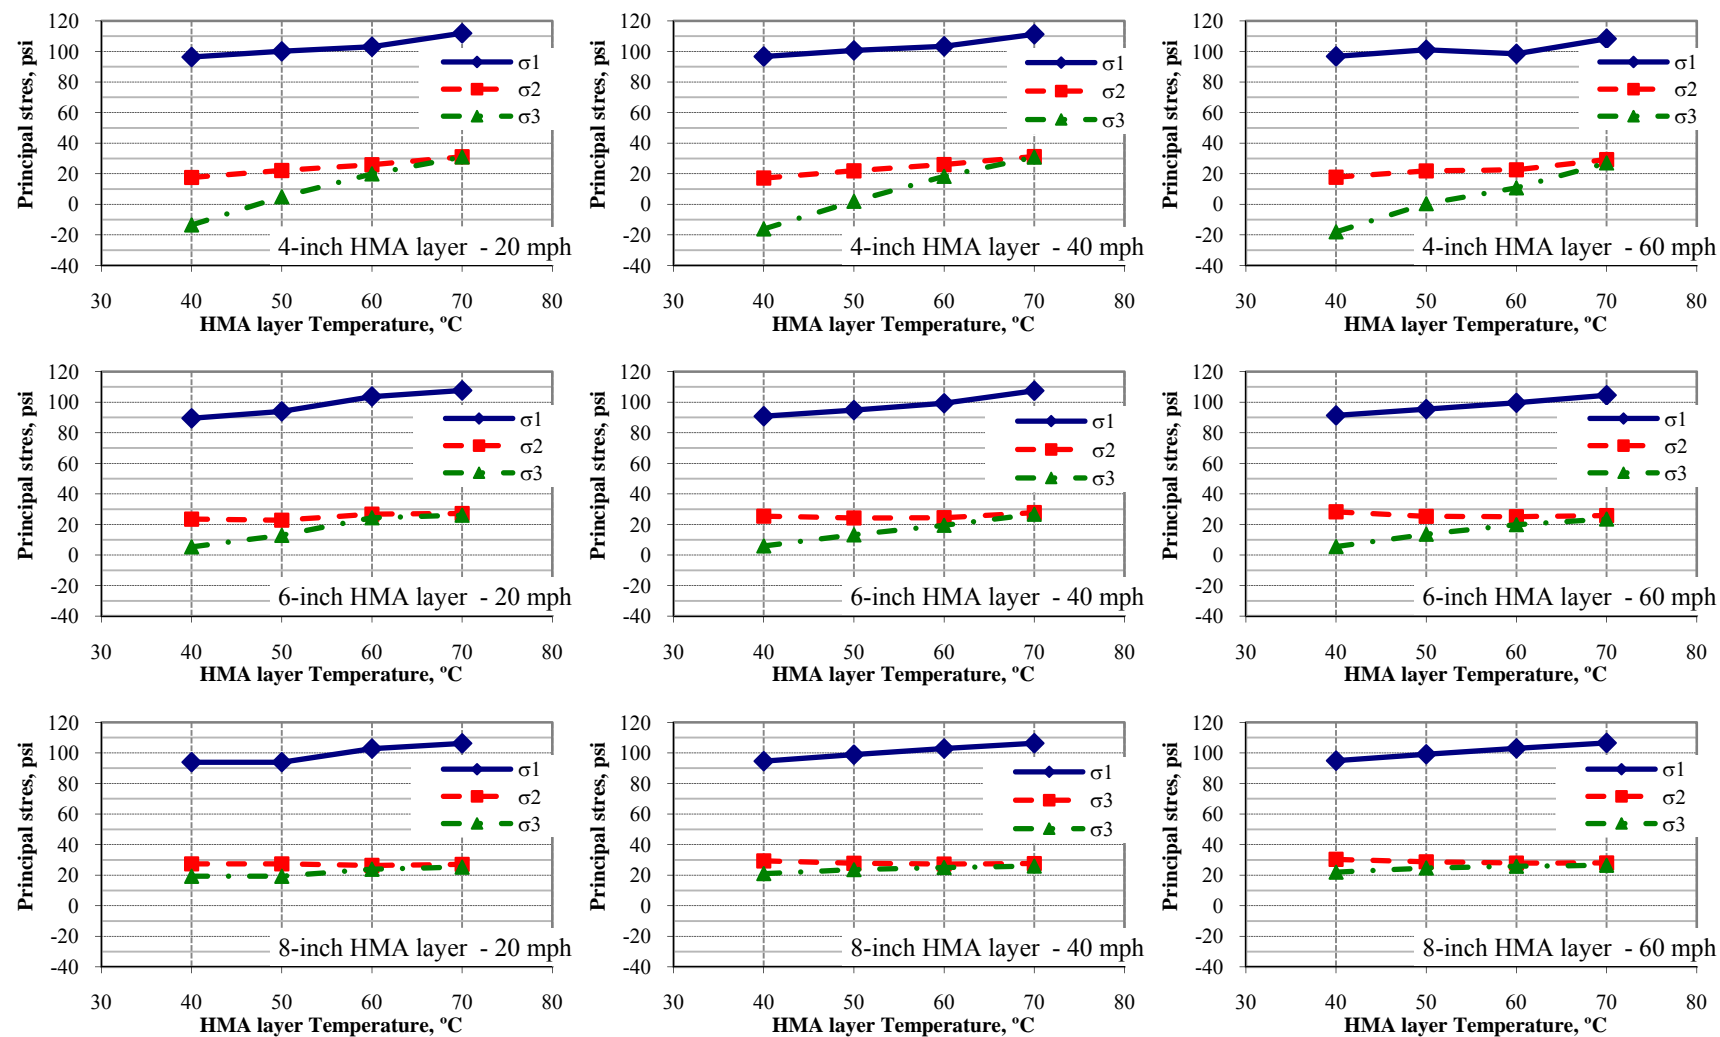 Principal stres, psi
120
100
80
60
40
20
0
-20
-40
σ1
σ2
σ3
4-inch HMA layer - 20 mph
30 40 50 60 70 80
HMA layer Temperature, ºC
Principal stres, psi
120
100
80
60
40
20
0
-20
-40
σ1
σ2
σ3
4-inch HMA layer - 40 mph
30 40 50 60 70 80
HMA layer Temperature, ºC
Principal stres, psi
120
100
80
60
40
20
0
-20
-40
σ1
σ2
σ3
4-inch HMA layer - 60 mph
30 40 50 60 70 80
HMA layer Temperature, ºC
Principal stres, psi
120
100
80
60
40
20
0
-20
-40
σ1
σ2
σ3
6-inch HMA layer - 20 mph
30 40 50 60 70 80
HMA layer Temperature, ºC
Principal stres, psi
120
100
80
60
40
20
0
-20
-40
σ1
σ2
σ3
6-inch HMA layer - 40 mph
30 40 50 60 70 80
HMA layer Temperature, ºC
Principal stres, psi
120
100
80
60
40
20
0
-20
-40
σ1
σ2
σ3
6-inch HMA layer - 60 mph
30 40 50 60 70 80
HMA layer Temperature, ºC
Principal stres, psi
120
100
80
60
40
20
0
-20
-40
σ1
σ2
σ3
8-inch HMA layer - 20 mph
30 40 50 60 70 80
HMA layer Temperature, ºC
Principal stres, psi
120
100
80
60
40
20
0
-20
-40
σ1
σ3
σ3
8-inch HMA layer - 40 mph
30 40 50 60 70 80
HMA layer Temperature, ºC
Principal stres, psi
120
100
80
60
40
20
0
-20
-40
σ1
σ2
σ3
8-inch HMA layer - 60 mph
30 40 50 60 70 80
HMA layer Temperature, ºC